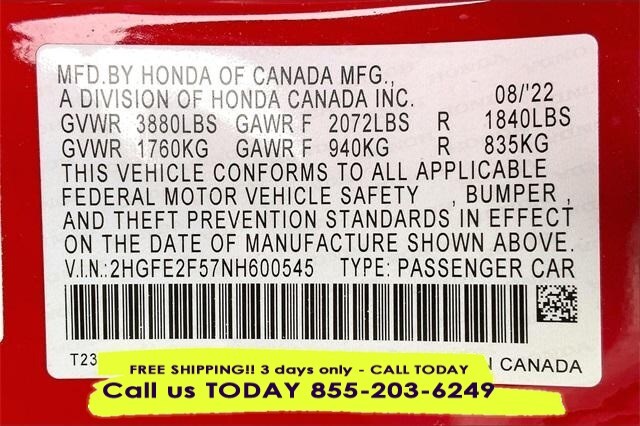 MFD.BY HONDA OF CANADA MFG.,
A DIVISION OF HONDA CANADA INC. 08/'22
GVWR 3880LBS GAWR F 2072LBS R 1840LBS
GVWR 1760KG GAWR F 940KG R 835KG
THIS VEHICLE CONFORMS TO ALL APPLICABLE
FEDERAL MOTOR VEHICLE SAFETY , BUMPER ,
AND THEFT PREVENTION STANDARDS IN EFFECT
ON THE DATE OF MANUFACTURE SHOWN ABOVE.
V.I.N.:2HGFE2F57NH600545 TYPE: PASSENGER CAR
T23 CANADA
FREE SHIPPING!! 3 days only - CALL TODAY
Call us TODAY 855-203-6249